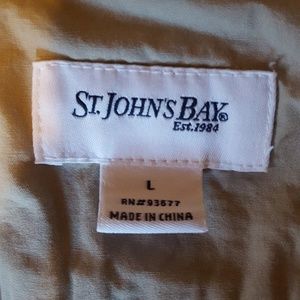 ST. JOHN'S BAY®
Est. 1984
L
RN#93677
MADE IN CHINA